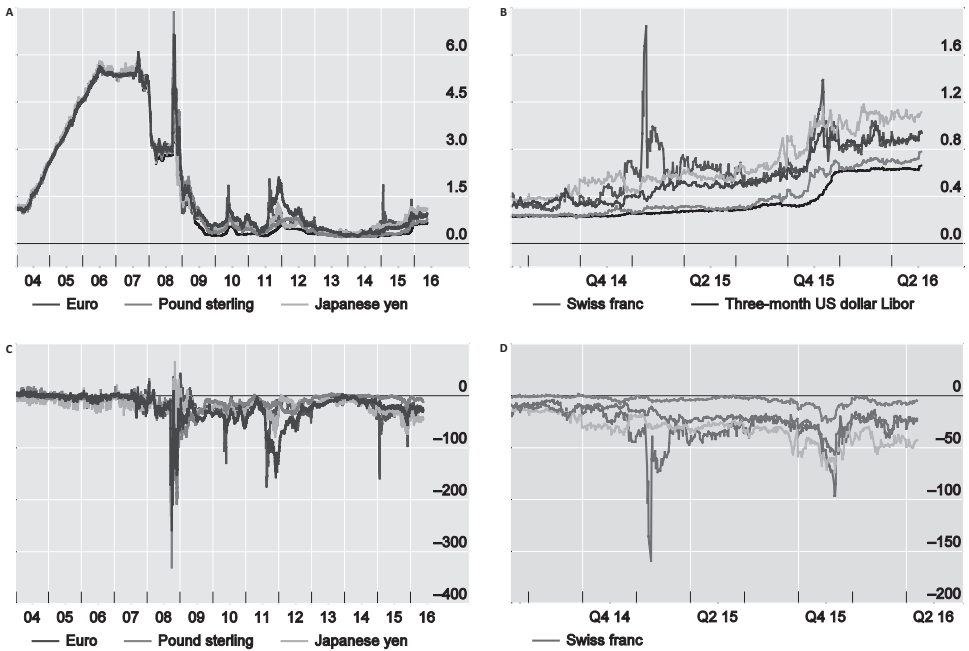 A
6.0
4.5
3.0
1.5
0.0
04 05 06 07 08 09 10 11 12 13 14 15 16
Euro Pound sterling Japanese yen
B
1.6
1.2
0.8
0.4
0.0
Q4 14 Q2 15 Q4 15 Q2 16
Swiss franc Three-month US dollar Libor
C
0
–100
–200
–300
–400
04 05 06 07 08 09 10 11 12 13 14 15 16
Euro Pound sterling Japanese yen
D
0
–50
–100
–150
–200
Q4 14 Q2 15 Q4 15 Q2 16
Swiss franc